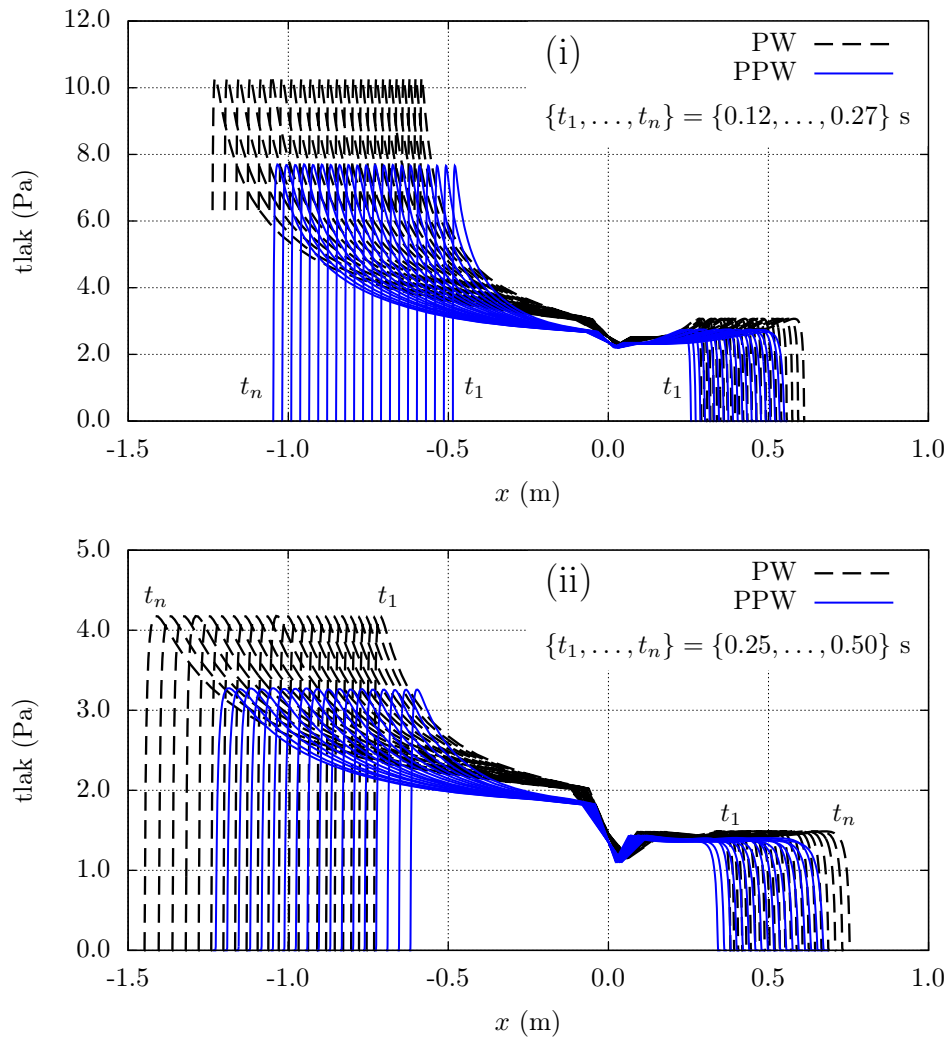 12.0
10.0
8.0
6.0
4.0
2.0
0.0
tlak (Pa)
(i)
PW
PPW
{t₁, . . . , tₙ} = {0.12, . . . , 0.27} s
tₙ
t₁
t₁
-1.5 -1.0 -0.5 0.0 0.5 1.0
x (m)
5.0
4.0
3.0
2.0
1.0
0.0
tlak (Pa)
(ii)
PW
PPW
{t₁, . . . , tₙ} = {0.25, . . . , 0.50} s
tₙ
t₁
t₁
tₙ
-1.5 -1.0 -0.5 0.0 0.5 1.0
x (m)